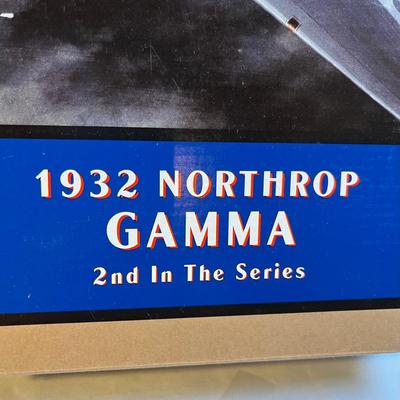 1932 NORTHROP
GAMMA
2nd In The Series